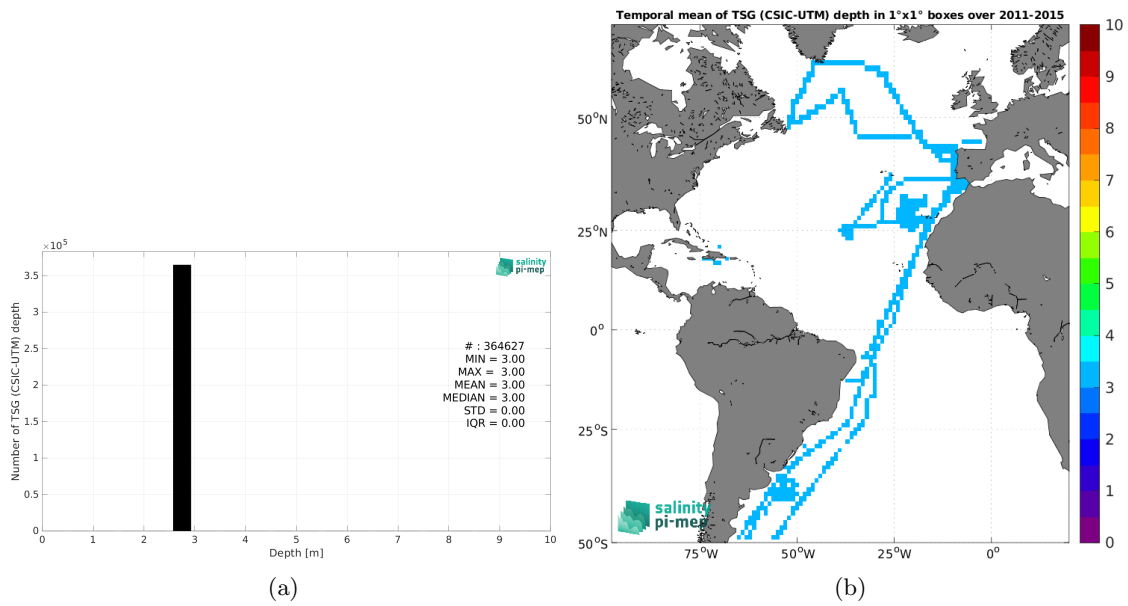 ×10⁵
3.5
3
2.5
2
1.5
1
0.5
0
0 1 2 3 4 5 6 7 8 9 10
Number of TSG (CSIC-UTM) depth
Depth [m]
salinity
pi-mep
# : 364627
MIN = 3.00
MAX = 3.00
MEAN = 3.00
MEDIAN = 3.00
STD = 0.00
IQR = 0.00
(a)
Temporal mean of TSG (CSIC-UTM) depth in 1°x1° boxes over 2011-2015
50°N
25°N
0°
25°S
50°S
75°W 50°W 25°W 0°
salinity
pi-mep
10
9
8
7
6
5
4
3
2
1
0
(b)